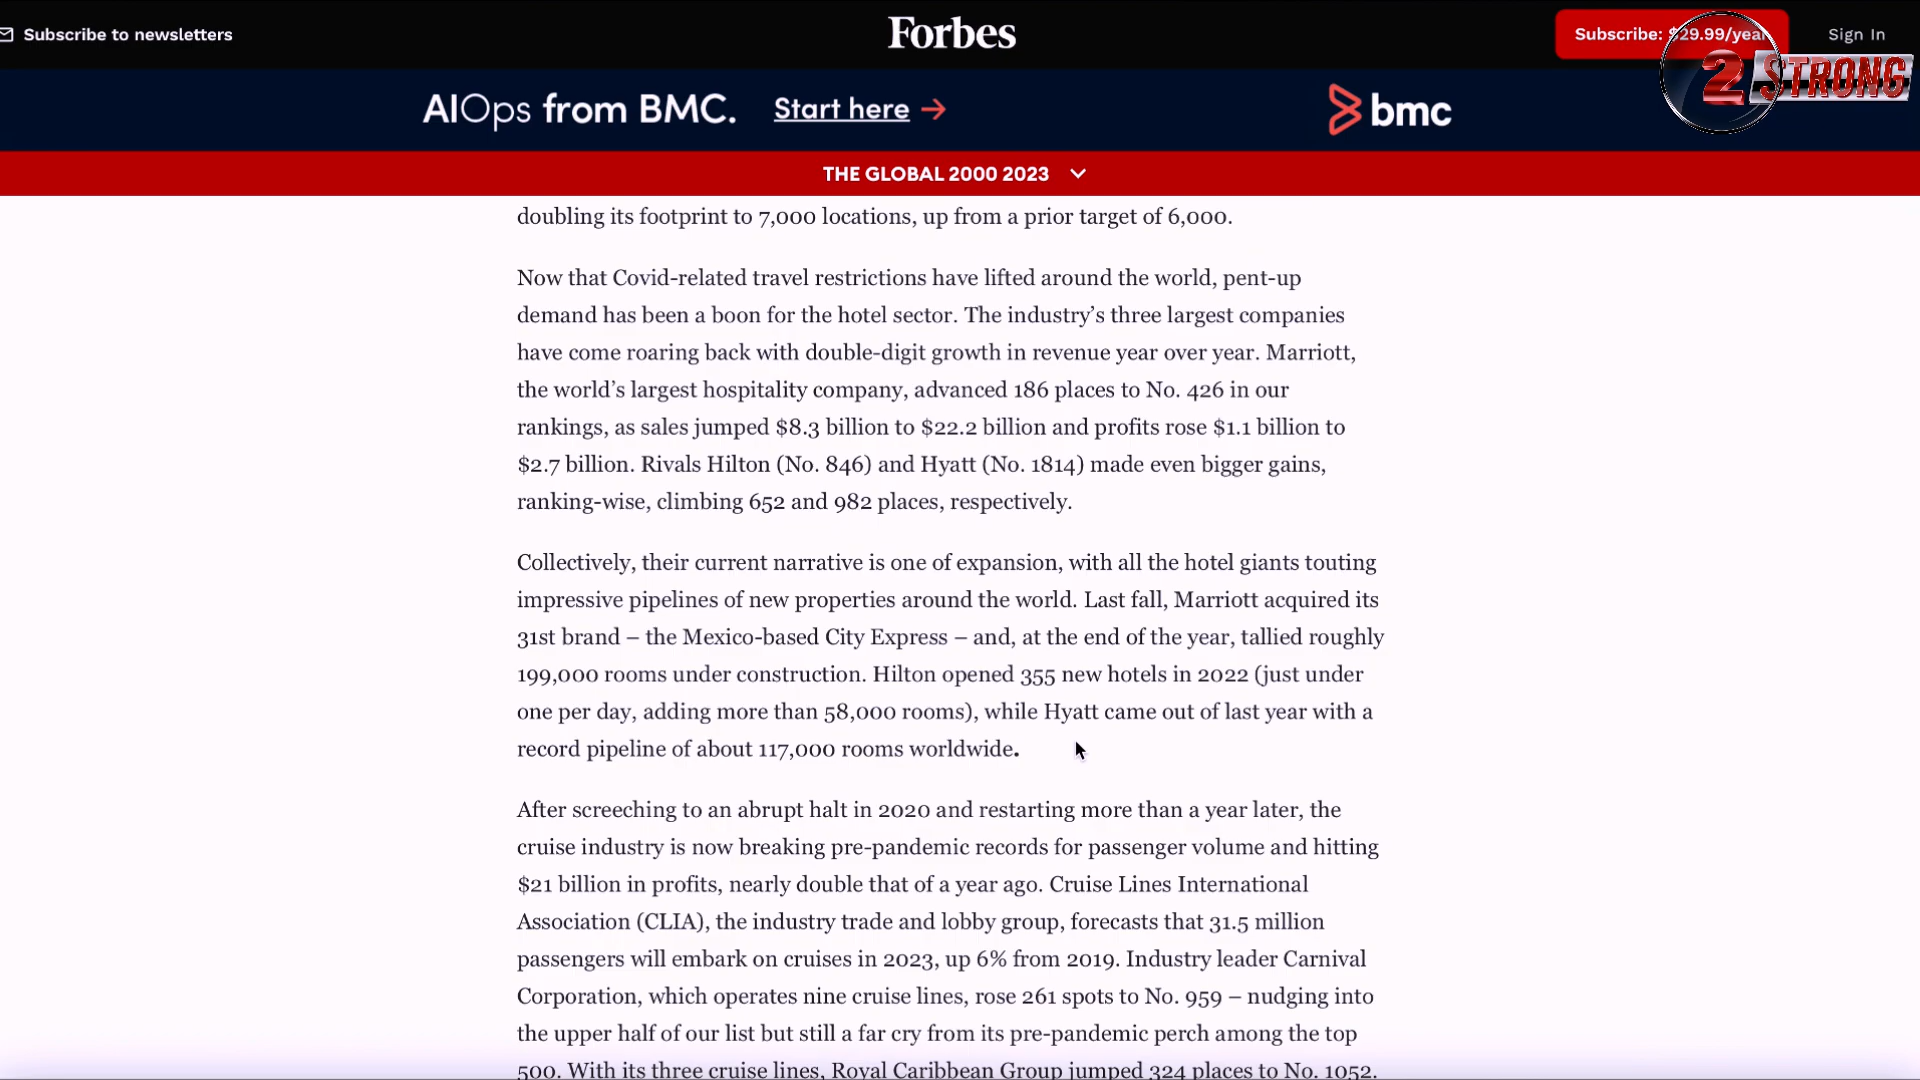 Subscribe to newsletters
Forbes
Subscribe: $29.99/year
Sign In
2 STRONG
AIOps from BMC. Start here
bmc
THE GLOBAL 2000 2023
doubling its footprint to 7,000 locations, up from a prior target of 6,000.
Now that Covid-related travel restrictions have lifted around the world, pent-up
demand has been a boon for the hotel sector. The industry’s three largest companies
have come roaring back with double-digit growth in revenue year over year. Marriott,
the world’s largest hospitality company, advanced 186 places to No. 426 in our
rankings, as sales jumped $8.3 billion to $22.2 billion and profits rose $1.1 billion to
$2.7 billion. Rivals Hilton (No. 846) and Hyatt (No. 1814) made even bigger gains,
ranking-wise, climbing 652 and 982 places, respectively.
Collectively, their current narrative is one of expansion, with all the hotel giants touting
impressive pipelines of new properties around the world. Last fall, Marriott acquired its
31st brand – the Mexico-based City Express – and, at the end of the year, tallied roughly
199,000 rooms under construction. Hilton opened 355 new hotels in 2022 (just under
one per day, adding more than 58,000 rooms), while Hyatt came out of last year with a
record pipeline of about 117,000 rooms worldwide.
After screeching to an abrupt halt in 2020 and restarting more than a year later, the
cruise industry is now breaking pre-pandemic records for passenger volume and hitting
$21 billion in profits, nearly double that of a year ago. Cruise Lines International
Association (CLIA), the industry trade and lobby group, forecasts that 31.5 million
passengers will embark on cruises in 2023, up 6% from 2019. Industry leader Carnival
Corporation, which operates nine cruise lines, rose 261 spots to No. 959 – nudging into
the upper half of our list but still a far cry from its pre-pandemic perch among the top
500. With its three cruise lines, Royal Caribbean Group jumped 324 places to No. 1052.